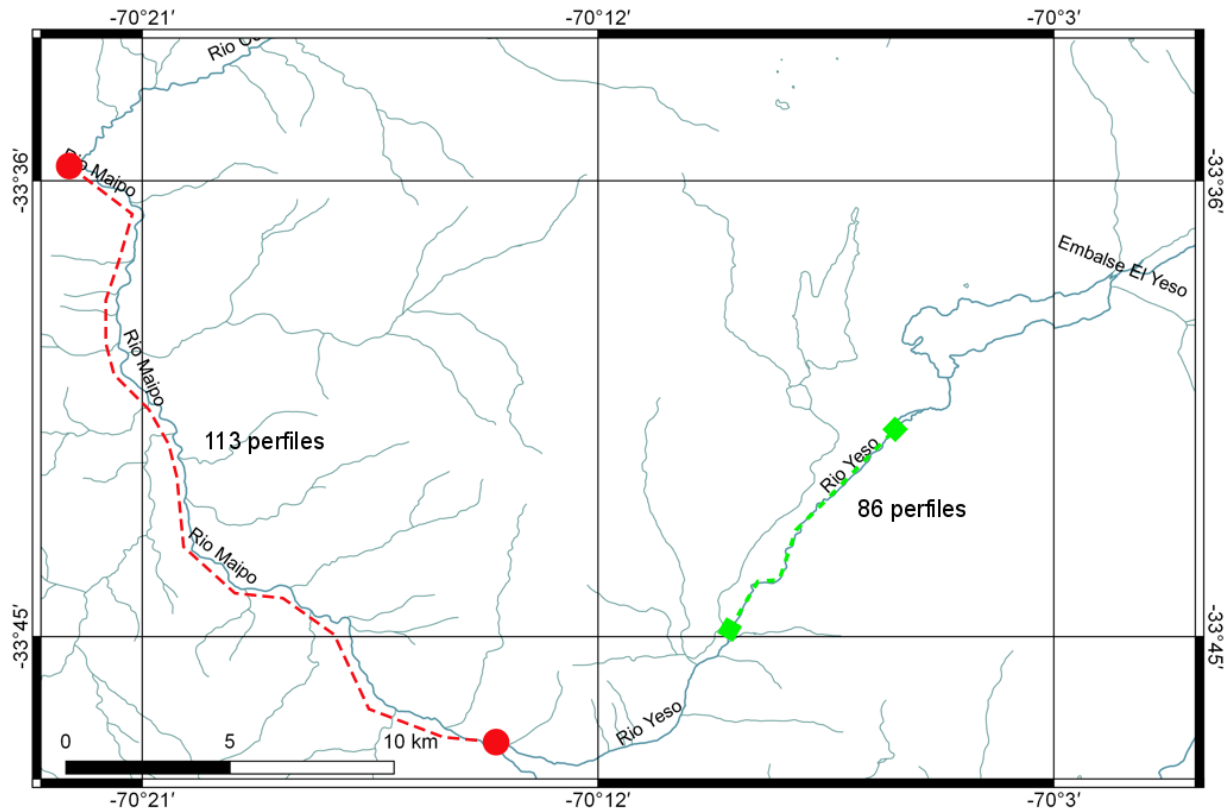 -70°21′
-70°12′
-70°3′
Rio
-33°36′
-33°36′
Rio Maipo
Embalse El Yeso
Rio Maipo
113 perfiles
Rio Yeso
86 perfiles
Rio Maipo
-33°45′
-33°45′
Rio Yeso
0 5 10 km
-70°21′
-70°12′
-70°3′